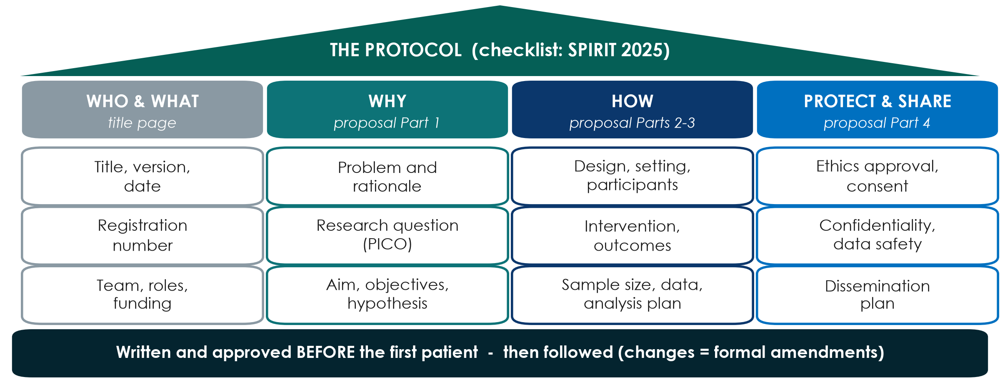 THE PROTOCOL (checklist: SPIRIT 2025)
WHO & WHAT
title page
Title, version,
date
Registration
number
Team, roles,
funding
WHY
proposal Part 1
Problem and
rationale
Research question
(PICO)
Aim, objectives,
hypothesis
HOW
proposal Parts 2-3
Design, setting,
participants
Intervention,
outcomes
Sample size, data,
analysis plan
PROTECT & SHARE
proposal Part 4
Ethics approval,
consent
Confidentiality,
data safety
Dissemination
plan
Written and approved BEFORE the first patient - then followed (changes = formal amendments)